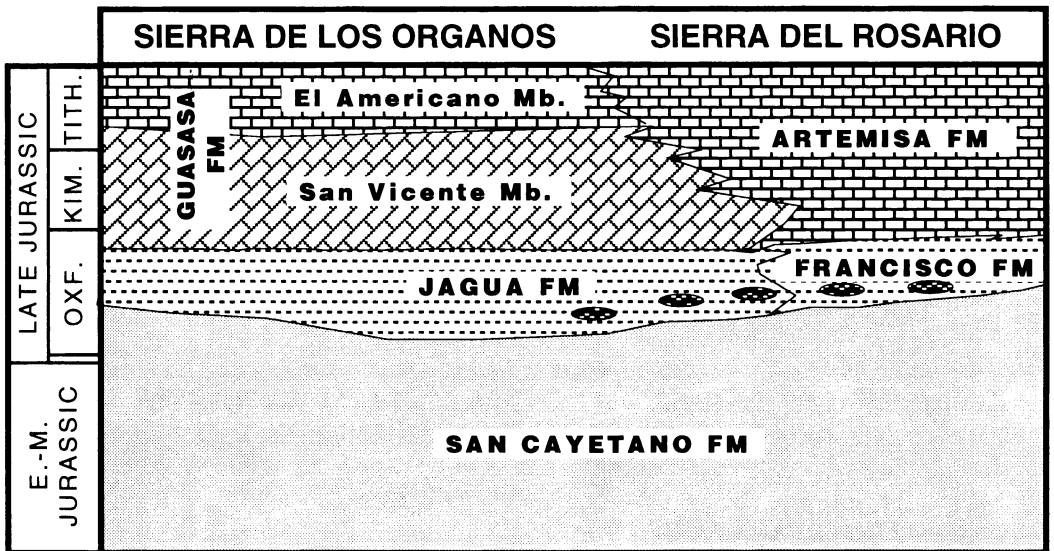 SIERRA DE LOS ORGANOS
SIERRA DEL ROSARIO
LATE JURASSIC
TITH.
KIM.
OXF.
E.-M.
JURASSIC
GUASASA
FM
El Americano Mb.
San Vicente Mb.
ARTEMISA FM
JAGUA FM
FRANCISCO FM
SAN CAYETANO FM